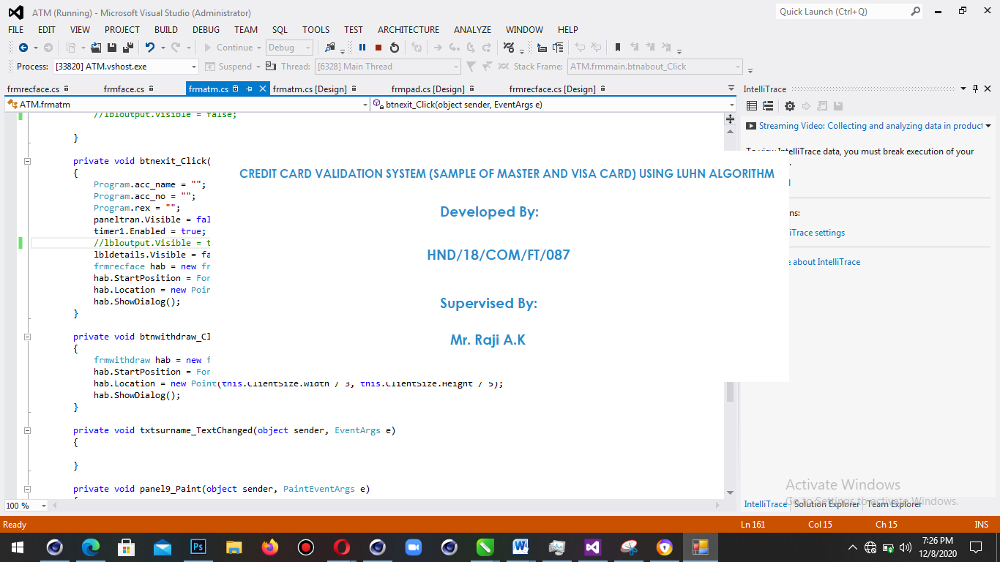 ATM (Running) - Microsoft Visual Studio (Administrator)
Quick Launch (Ctrl+Q)
FILE EDIT VIEW PROJECT BUILD DEBUG TEAM SQL TOOLS TEST ARCHITECTURE ANALYZE WINDOW HELP
Continue Debug
Process: [33820] ATM.vshost.exe Suspend Thread: [6328] Main Thread Stack Frame: ATM.frmmain.btnabout_Click
frmrecface.cs frmface.cs frmatm.cs frmatm.cs [Design] frmpad.cs [Design] frmrecface.cs [Design]
ATM.frmatm btnexit_Click(object sender, EventArgs e)
//lbloutput.Visible = false;
}
private void btnexit_Click(
{
Program.acc_name = "";
Program.acc_no = "";
Program.rex = "";
paneltran.Visible = fal
timer1.Enabled = true;
//lbloutput.Visible = t
lbldetails.Visible = fa
frmrecface hab = new fr
hab.StartPosition = For
hab.Location = new Poin
hab.ShowDialog();
}
private void btnwithdraw_Cl
{
frmwithdraw hab = new f
hab.StartPosition = For
hab.Location = new Point(this.ClientSize.Width / 3, this.ClientSize.Height / 5);
hab.ShowDialog();
}
private void txtsurname_TextChanged(object sender, EventArgs e)
{
}
private void panel9_Paint(object sender, PaintEventArgs e)
100 %
CREDIT CARD VALIDATION SYSTEM (SAMPLE OF MASTER AND VISA CARD) USING LUHN ALGORITHM
Developed By:
HND/18/COM/FT/087
Supervised By:
Mr. Raji A.K
IntelliTrace
Streaming Video: Collecting and analyzing data in product
To view IntelliTrace data, you must break execution of your
ns:
liTrace settings
e about IntelliTrace
Activate Windows
Go to Settings to activate Windows.
IntelliTrace Solution Explorer Team Explorer
Ready Ln 161 Col 15 Ch 15 INS
Ps
7:26 PM
12/8/2020